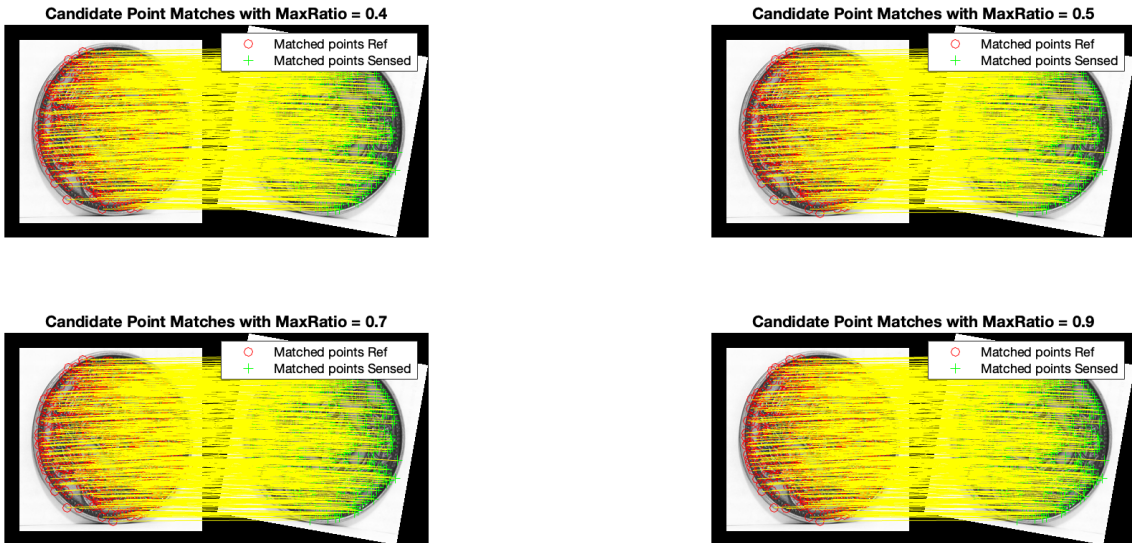 Candidate Point Matches with MaxRatio = 0.4
Matched points Ref
Matched points Sensed
Candidate Point Matches with MaxRatio = 0.5
Matched points Ref
Matched points Sensed
Candidate Point Matches with MaxRatio = 0.7
Matched points Ref
Matched points Sensed
Candidate Point Matches with MaxRatio = 0.9
Matched points Ref
Matched points Sensed